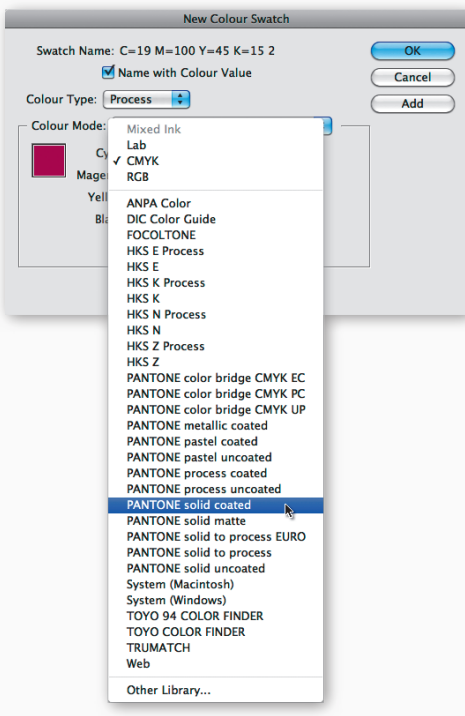 New Colour Swatch
Swatch Name: C=19 M=100 Y=45 K=15 2
Name with Colour Value
Colour Type: Process
Colour Mode:
OK
Cancel
Add
Cy
Magen
Yell
Bla
Mixed Ink
Lab
✓ CMYK
RGB
ANPA Color
DIC Color Guide
FOCOLTONE
HKS E Process
HKS E
HKS K Process
HKS K
HKS N Process
HKS N
HKS Z Process
HKS Z
PANTONE color bridge CMYK EC
PANTONE color bridge CMYK PC
PANTONE color bridge CMYK UP
PANTONE metallic coated
PANTONE pastel coated
PANTONE pastel uncoated
PANTONE process coated
PANTONE process uncoated
PANTONE solid coated
PANTONE solid matte
PANTONE solid to process EURO
PANTONE solid to process
PANTONE solid uncoated
System (Macintosh)
System (Windows)
TOYO 94 COLOR FINDER
TOYO COLOR FINDER
TRUMATCH
Web
Other Library...